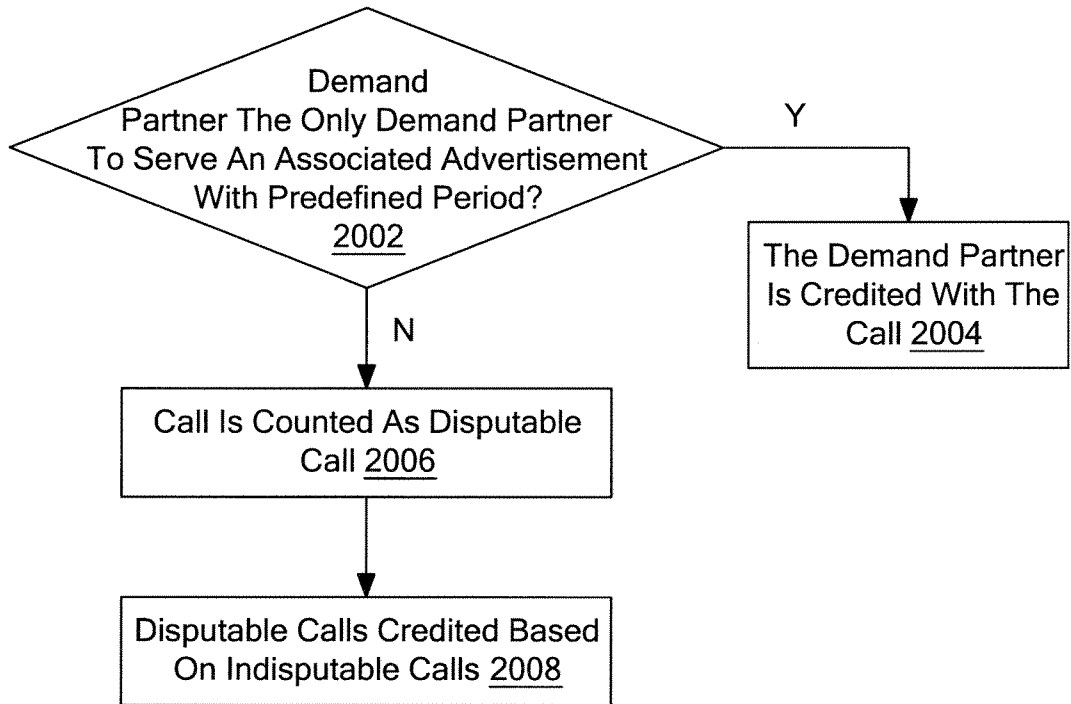 Demand
Partner The Only Demand Partner
To Serve An Associated Advertisement
With Predefined Period?
2002
Y
The Demand Partner
Is Credited With The
Call 2004
N
Call Is Counted As Disputable
Call 2006
Disputable Calls Credited Based
On Indisputable Calls 2008